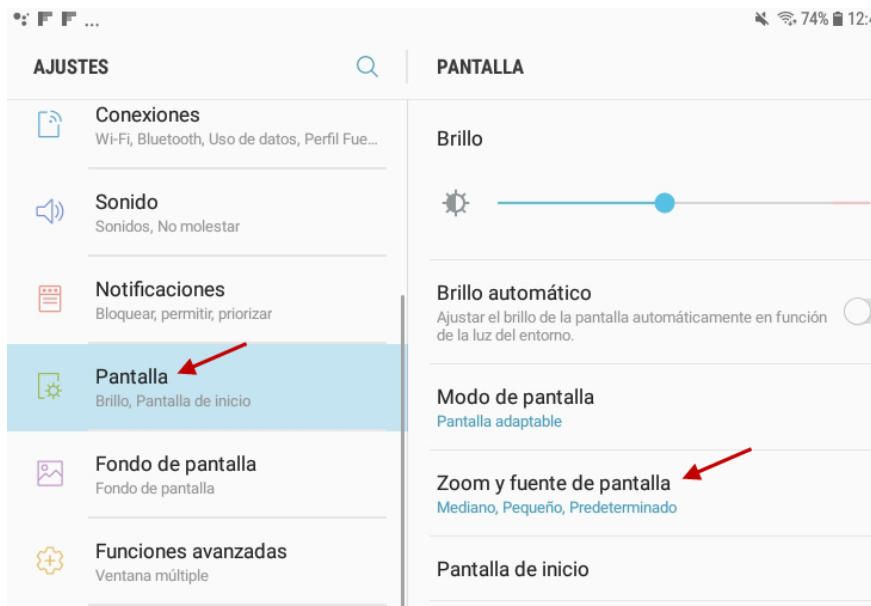 ... 74% 12:4
AJUSTES
Conexiones
Wi-Fi, Bluetooth, Uso de datos, Perfil Fue...
Sonido
Sonidos, No molestar
Notificaciones
Bloquear, permitir, priorizar
Pantalla
Brillo, Pantalla de inicio
Fondo de pantalla
Fondo de pantalla
Funciones avanzadas
Ventana múltiple
PANTALLA
Brillo
Brillo automático
Ajustar el brillo de la pantalla automáticamente en función
de la luz del entorno.
Modo de pantalla
Pantalla adaptable
Zoom y fuente de pantalla
Mediano, Pequeño, Predeterminado
Pantalla de inicio